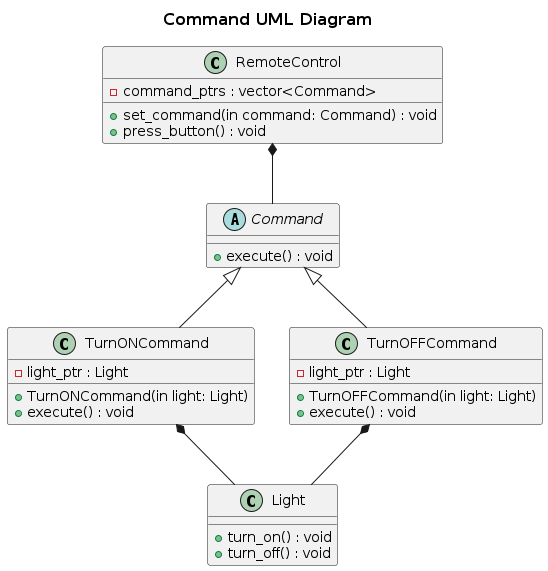 Command UML Diagram
C RemoteControl
command_ptrs : vector<Command>
set_command(in command: Command) : void
press_button() : void
A Command
execute() : void
C TurnONCommand
light_ptr : Light
TurnONCommand(in light: Light)
execute() : void
C TurnOFFCommand
light_ptr : Light
TurnOFFCommand(in light: Light)
execute() : void
C Light
turn_on() : void
turn_off() : void